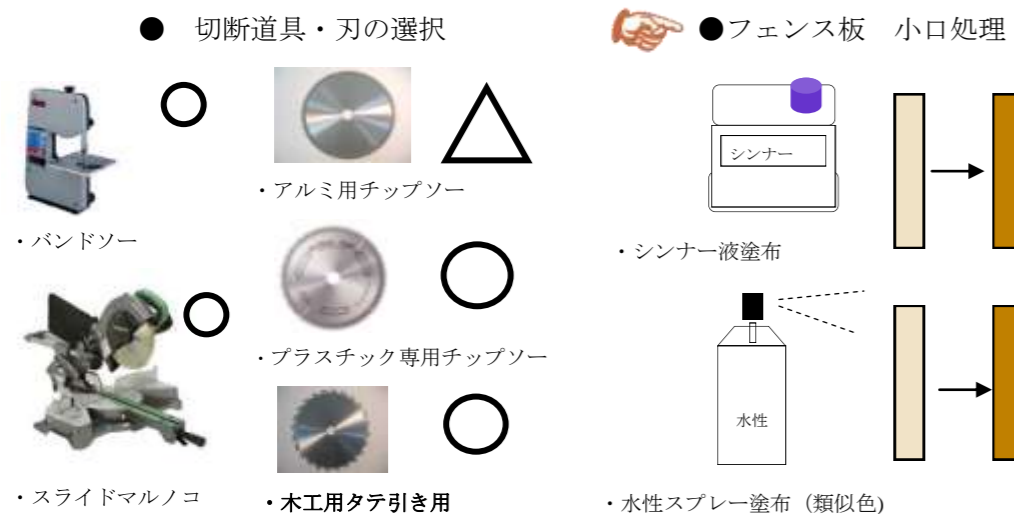 ● 切断道具・刃の選択
・バンドソー
・スライドマルノコ
・アルミ用チップソー
・プラスチック専用チップソー
・木工用タテ引き用
●フェンス板　小口処理
シンナー
・シンナー液塗布
水性
・水性スプレー塗布（類似色)